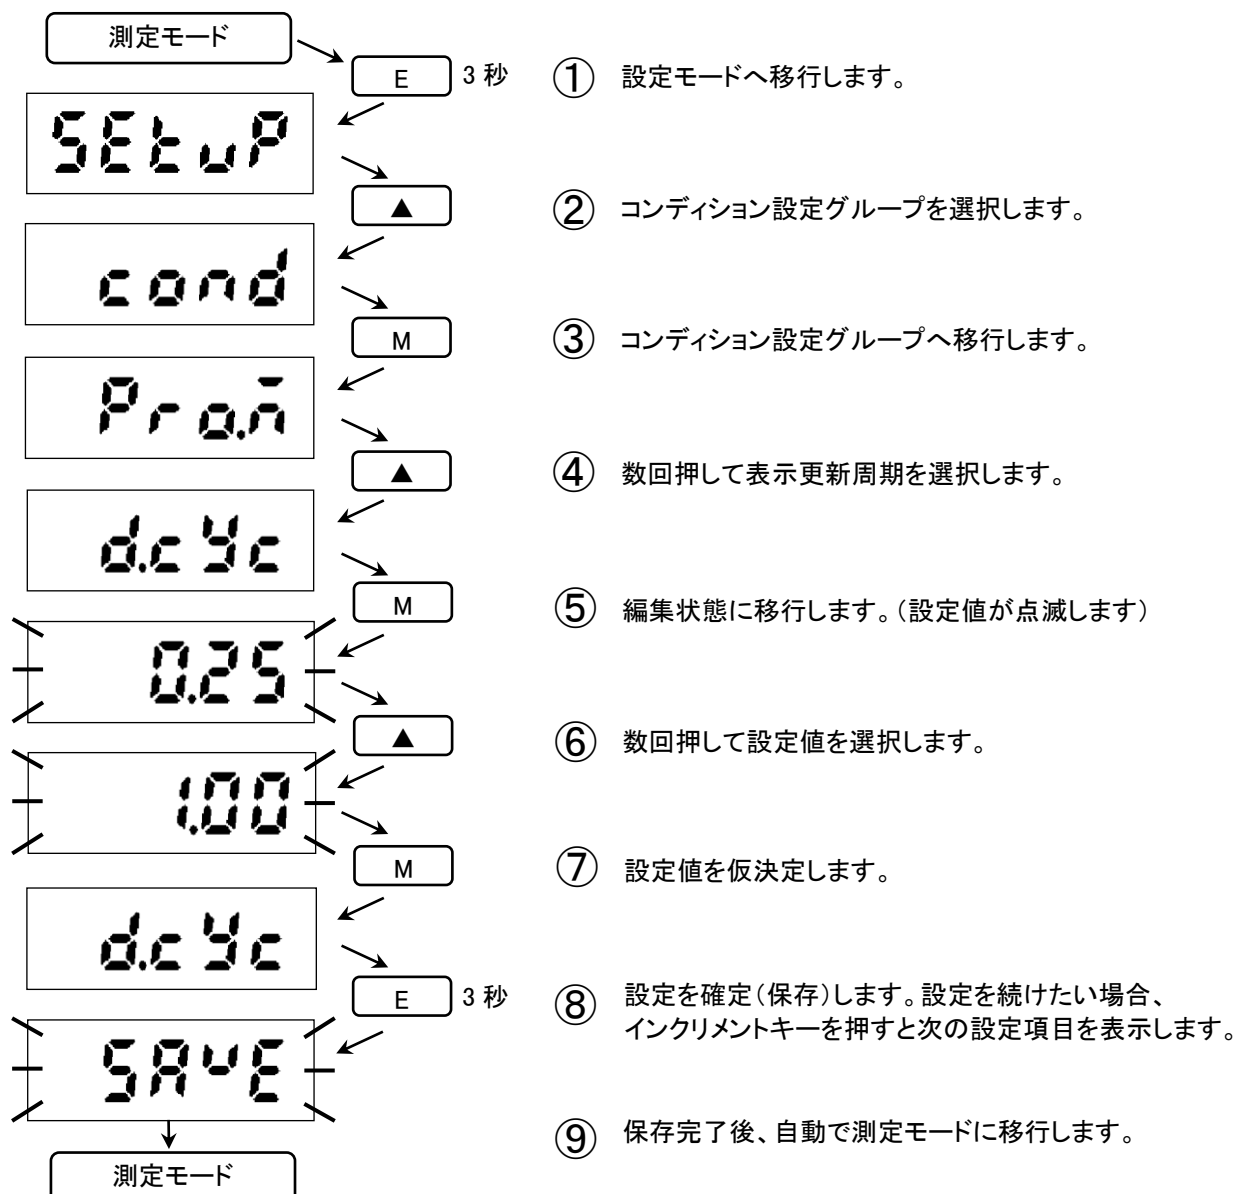 測定モード
E 3 秒 ① 設定モードへ移行します。
SEtuP
▲ ② コンディション設定グループを選択します。
cond
M ③ コンディション設定グループへ移行します。
Pro.m
▲ ④ 数回押して表示更新周期を選択します。
d.cYc
M ⑤ 編集状態に移行します。（設定値が点滅します）
0.25
▲ ⑥ 数回押して設定値を選択します。
1.00
M ⑦ 設定値を仮決定します。
d.cYc
E 3 秒 ⑧ 設定を確定（保存）します。設定を続けたい場合、
インクリメントキーを押すと次の設定項目を表示します。
SAvE
⑨ 保存完了後、自動で測定モードに移行します。
測定モード